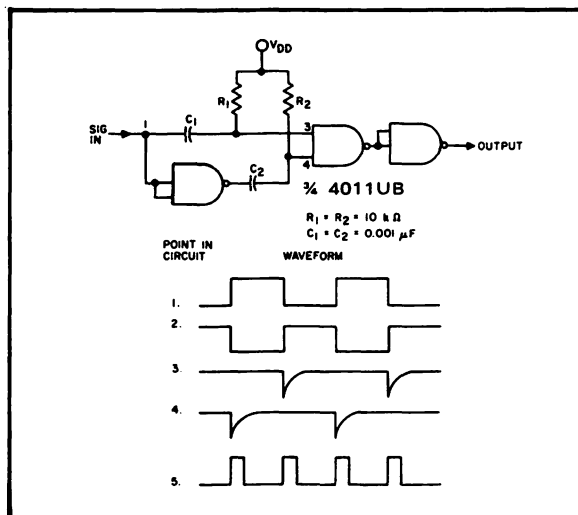 VDD
R1
R2
C1
SIG
IN
1
3
4
C2
OUTPUT
¾ 4011UB
R1 = R2 = 10 kΩ
C1 = C2 = 0.001 μF
POINT IN
CIRCUIT
WAVEFORM
1.
2.
3.
4.
5.